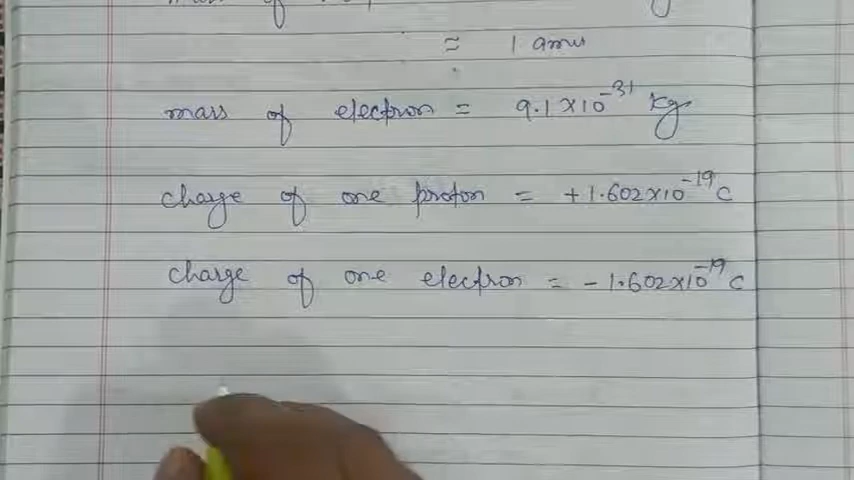 ≈ 1 amu
mass of electron = 9.1 × 10⁻³¹ kg
charge of one proton = + 1.602×10⁻¹⁹ C
charge of one electron = - 1.602×10⁻¹⁹ C